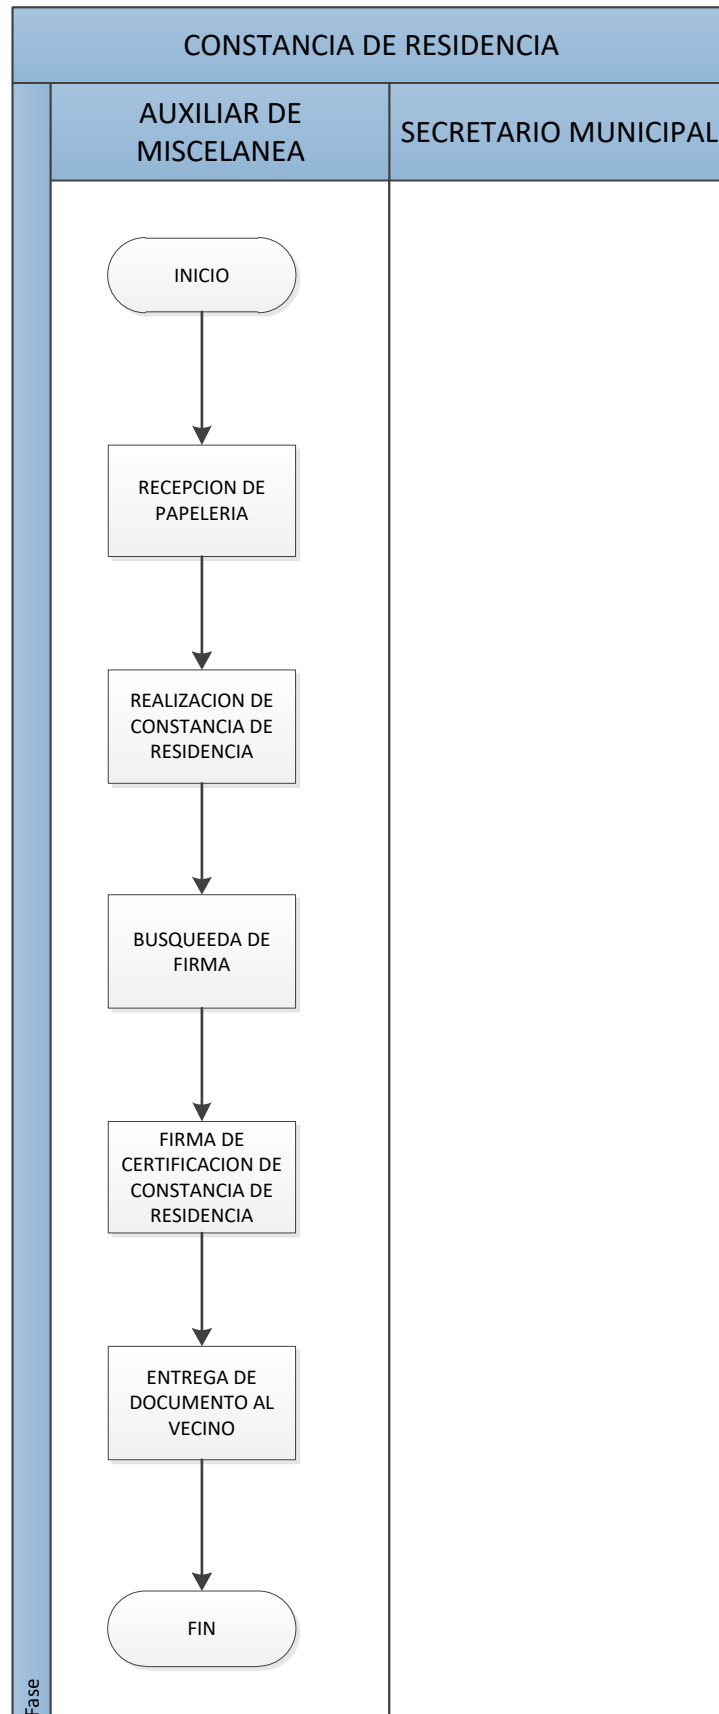 CONSTANCIA DE RESIDENCIA
AUXILIAR DE
MISCELANEA
SECRETARIO MUNICIPAL
INICIO
RECEPCION DE
PAPELERIA
REALIZACION DE
CONSTANCIA DE
RESIDENCIA
BUSQUEEDA DE
FIRMA
FIRMA DE
CERTIFICACION DE
CONSTANCIA DE
RESIDENCIA
ENTREGA DE
DOCUMENTO AL
VECINO
FIN
Fase